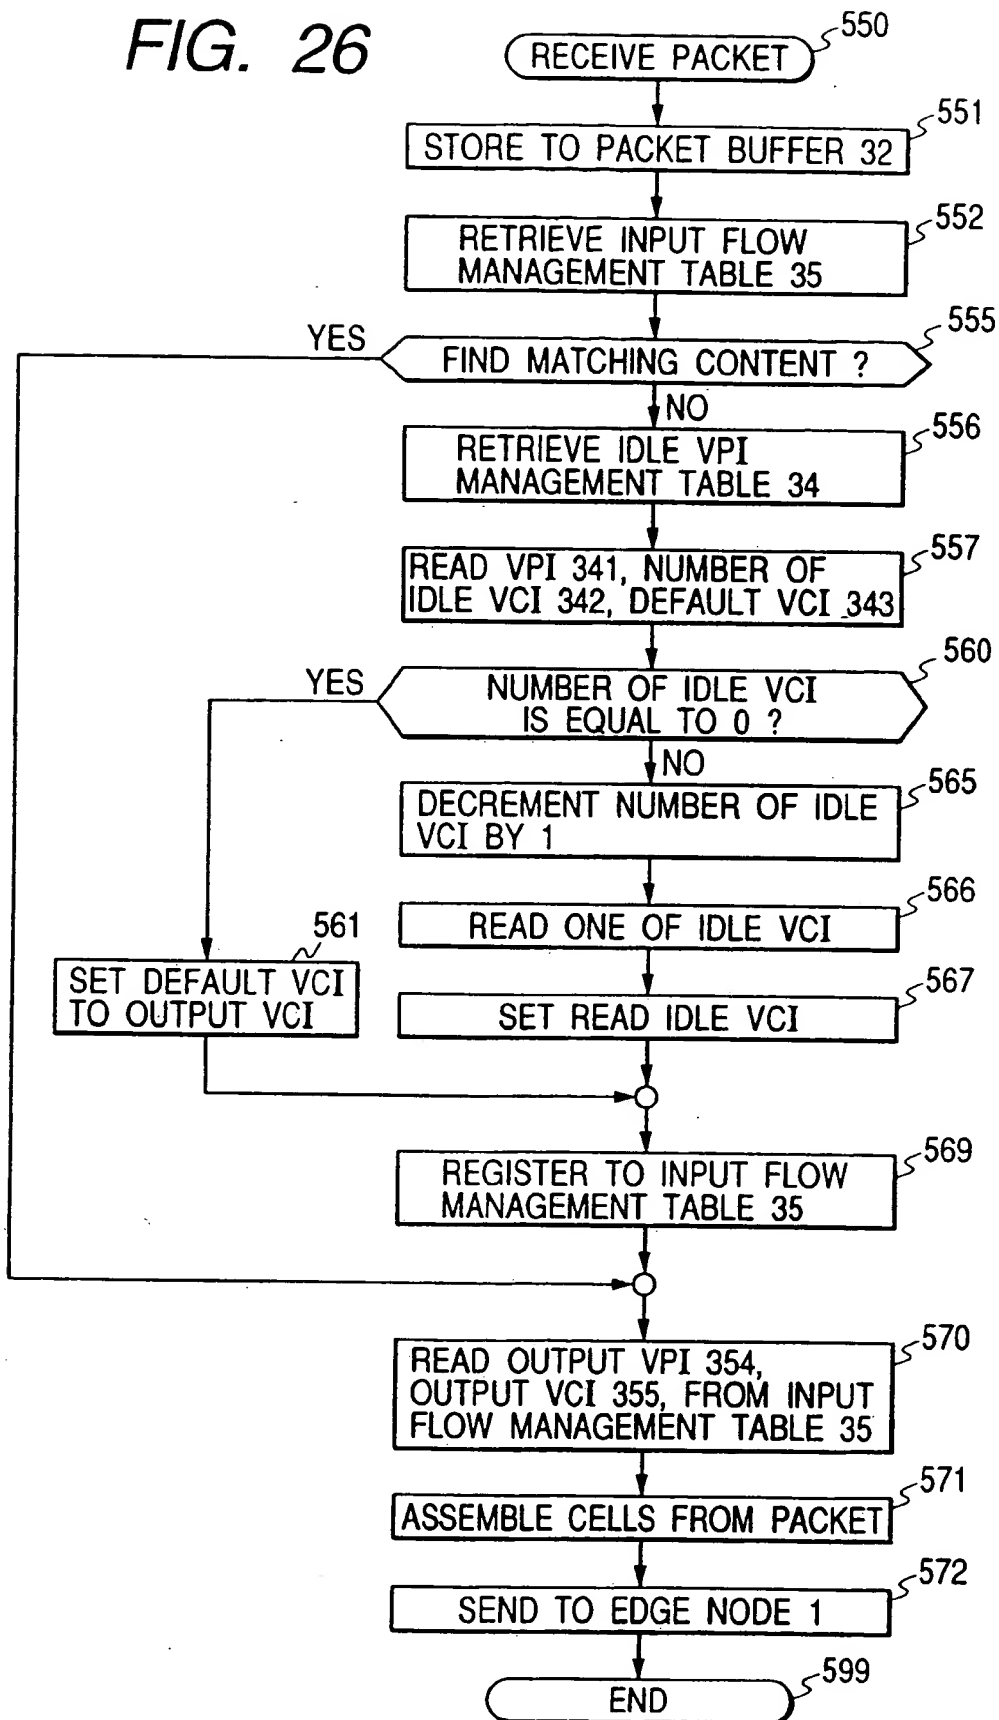 FIG. 26
550
RECEIVE PACKET
551
STORE TO PACKET BUFFER 32
552
RETRIEVE INPUT FLOW
MANAGEMENT TABLE 35
555
YES
FIND MATCHING CONTENT ?
NO
556
RETRIEVE IDLE VPI
MANAGEMENT TABLE 34
557
READ VPI 341, NUMBER OF
IDLE VCI 342, DEFAULT VCI 343
560
YES
NUMBER OF IDLE VCI
IS EQUAL TO 0 ?
NO
565
DECREMENT NUMBER OF IDLE
VCI BY 1
566
READ ONE OF IDLE VCI
561
SET DEFAULT VCI
TO OUTPUT VCI
567
SET READ IDLE VCI
569
REGISTER TO INPUT FLOW
MANAGEMENT TABLE 35
570
READ OUTPUT VPI 354,
OUTPUT VCI 355, FROM INPUT
FLOW MANAGEMENT TABLE 35
571
ASSEMBLE CELLS FROM PACKET
572
SEND TO EDGE NODE 1
599
END